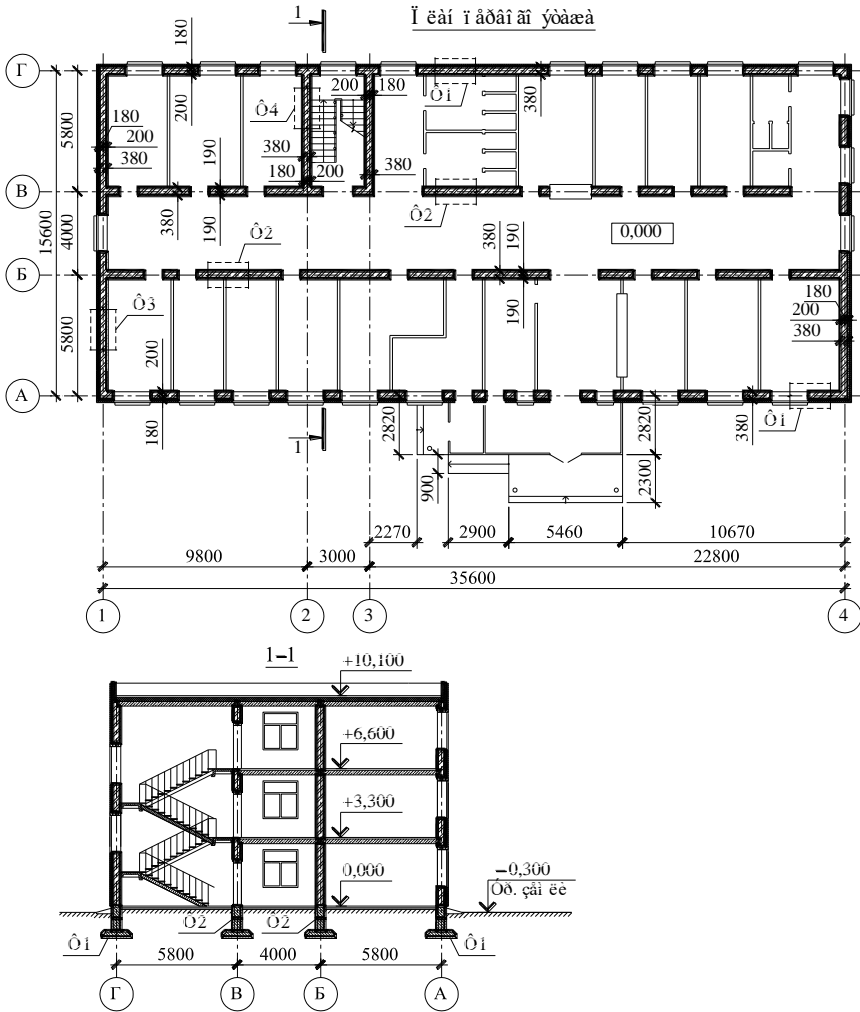 1
Ï ëàí ï åðâî ãî ýòàæà
180
200 180
Г
Ô4
Ô1
380
200
180
200
380
5800
190
380
180 200
380
В
380
190
Ô2
15600
4000
Ô2
380
190
0,000
Б
190
Ô3
180
200
380
5800
200
А
180
1
2820
380
Ô1
2820
900
2300
2270
2900
5460
10670
9800
3000
22800
35600
1
2
3
4
1–1
+10,100
+6,600
+3,300
0,000
–0,300
Óð. çåì ëè
Ô1
Ô2
Ô2
Ô1
5800
4000
5800
Г
В
Б
А